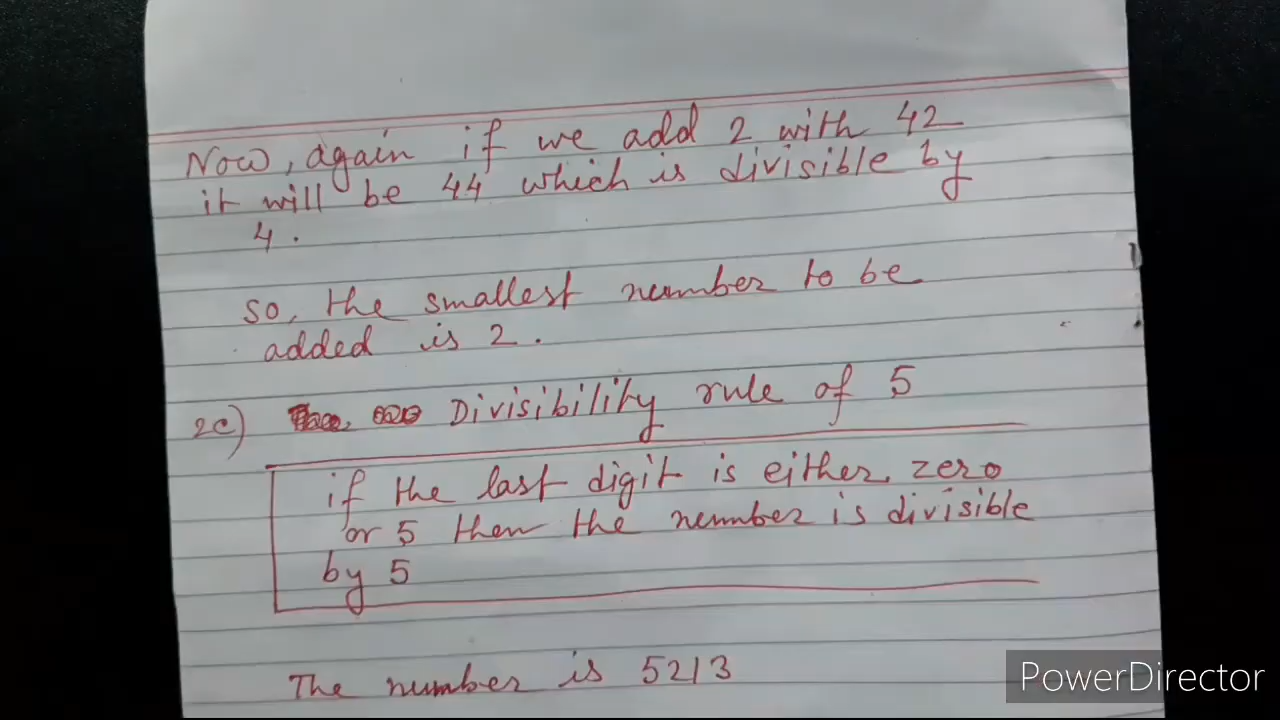 Now, again if we add 2 with 42
it will be 44 which is divisible by
4.
so, the smallest number to be
added is 2.
2c) Divisibility rule of 5
if the last digit is either zero
or 5 then the number is divisible
by 5
The number is 5213
PowerDirector